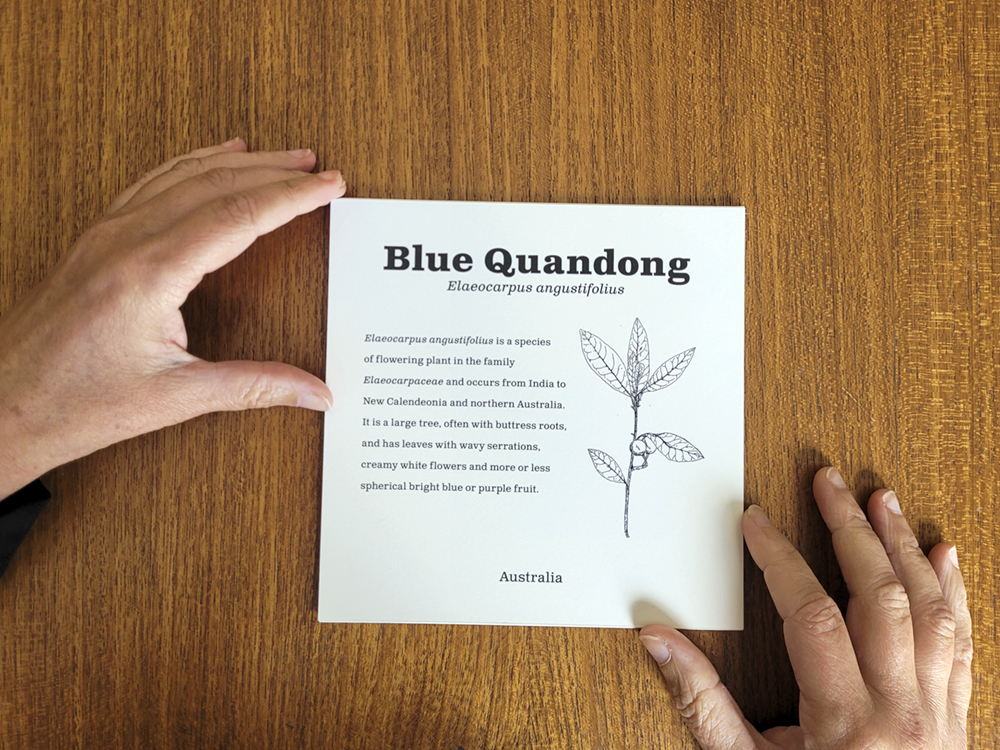 Blue Quandong
Elaeocarpus angustifolius
Elaeocarpus angustifolius is a species
of flowering plant in the family
Elaeocarpaceae and occurs from India to
New Calendeonia and northern Australia.
It is a large tree, often with buttress roots,
and has leaves with wavy serrations,
creamy white flowers and more or less
spherical bright blue or purple fruit.
Australia